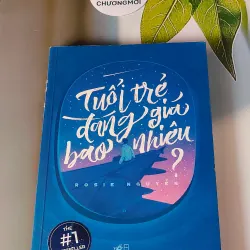 CHƯƠNG MỚI
Tuổi trẻ
đáng giá
bao nhiêu
?
ROSIE NGUYỄN
THE
#1
BESTSELLER